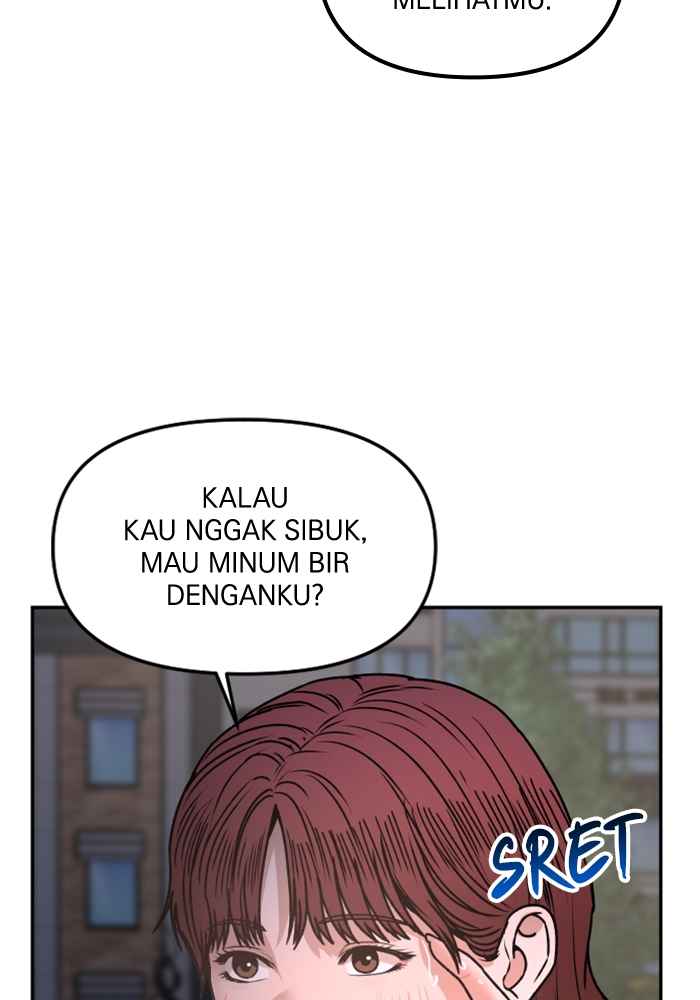 MELIHATMU.
KALAU
KAU NGGAK SIBUK,
MAU MINUM BIR
DENGANKU?
SRET